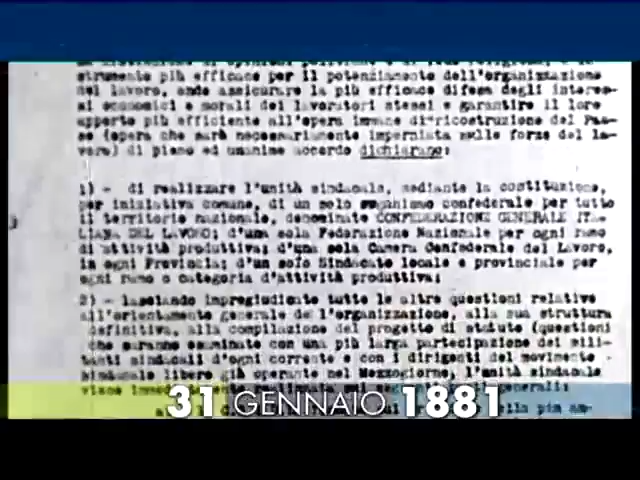 strumento più efficace per il potenziamento dell'organizzazione
del lavoro, onde assicurare la più efficace difesa degli interes-
si economici e morali dei lavoratori stessi e garantire il loro
apporto più efficiente all'opera immane di ricostruzione del Pae-
se (opera che sarà necessariamente imperniata sulle forze del la-
voro) di pieno ed unanime accordo dichiarano:
1) - di realizzare l'unità sindacale, mediante la costituzione,
per iniziativa comune, di un solo organismo confederale per tutto
il territorio nazionale, denominato CONFEDERAZIONE GENERALE ITA-
LIANA DEL LAVORO; d'una sola Federazione Nazionale per ogni ramo
di attività produttiva; d'una sola Camera Confederale del Lavoro,
in ogni Provincia; d'un solo Sindacato locale e provinciale per
ogni ramo o categoria d'attività produttiva;
2) - lasciando impregiudicate tutte le altre questioni relative
all'orientamento generale de l'organizzazione, alla sua struttura
definitiva, alla compilazione del progetto di statuto (questioni
che saranno esaminate con una più larga partecipazione dei mili-
tanti sindacali d'ogni corrente e con i dirigenti del movimento
sindacale libero già operante nel Mezzogiorno, l'unità sindacale
viene immediatamente generali:
31 GENNAIO 1881